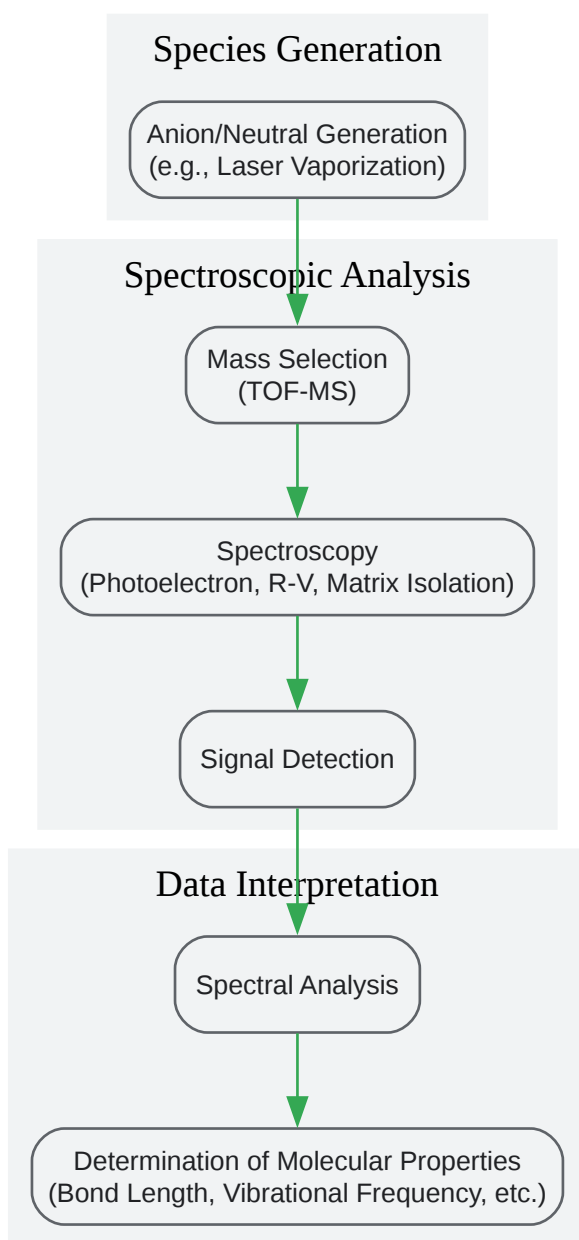 Species Generation
Anion/Neutral Generation
(e.g., Laser Vaporization)
Spectroscopic Analysis
Mass Selection
(TOF-MS)
Spectroscopy
(Photoelectron, R-V, Matrix Isolation)
Signal Detection
Data Interpretation
Spectral Analysis
Determination of Molecular Properties
(Bond Length, Vibrational Frequency, etc.)